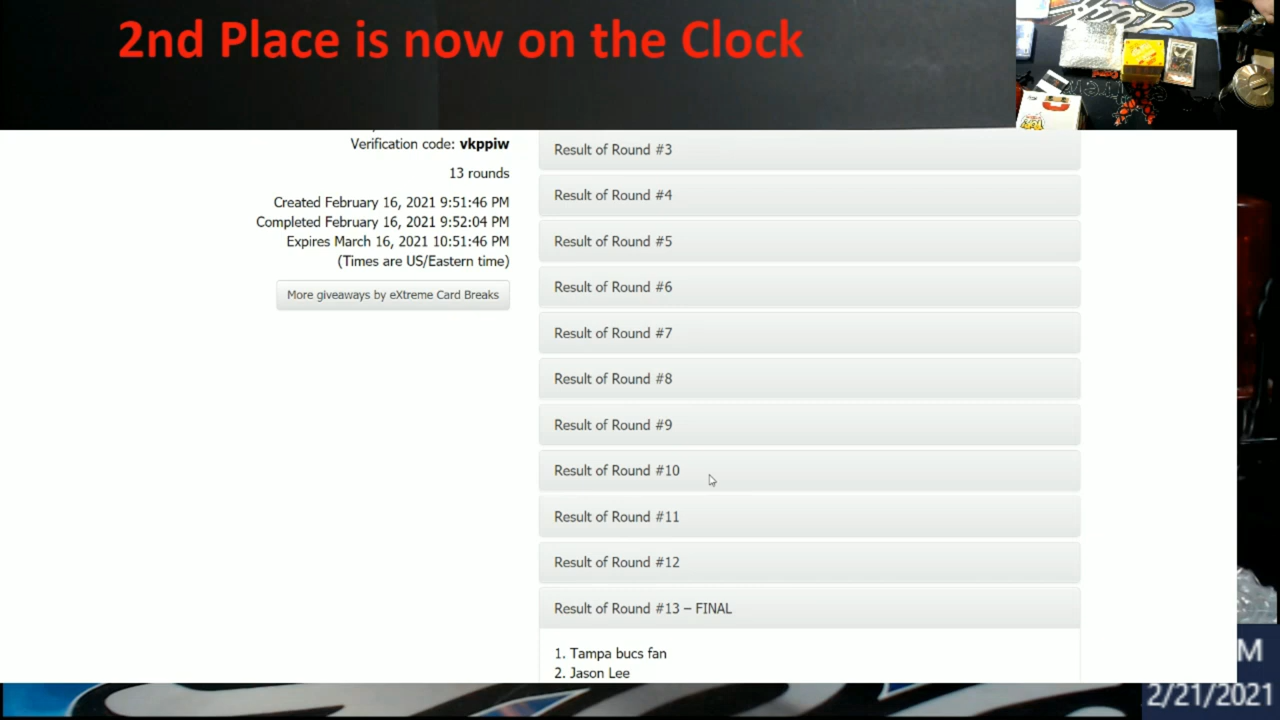 2nd Place is now on the Clock
Verification code: vkppiw
13 rounds
Created February 16, 2021 9:51:46 PM
Completed February 16, 2021 9:52:04 PM
Expires March 16, 2021 10:51:46 PM
(Times are US/Eastern time)
More giveaways by eXtreme Card Breaks
Result of Round #3
Result of Round #4
Result of Round #5
Result of Round #6
Result of Round #7
Result of Round #8
Result of Round #9
Result of Round #10
Result of Round #11
Result of Round #12
Result of Round #13 – FINAL
1. Tampa bucs fan
2. Jason Lee
M
2/21/2021